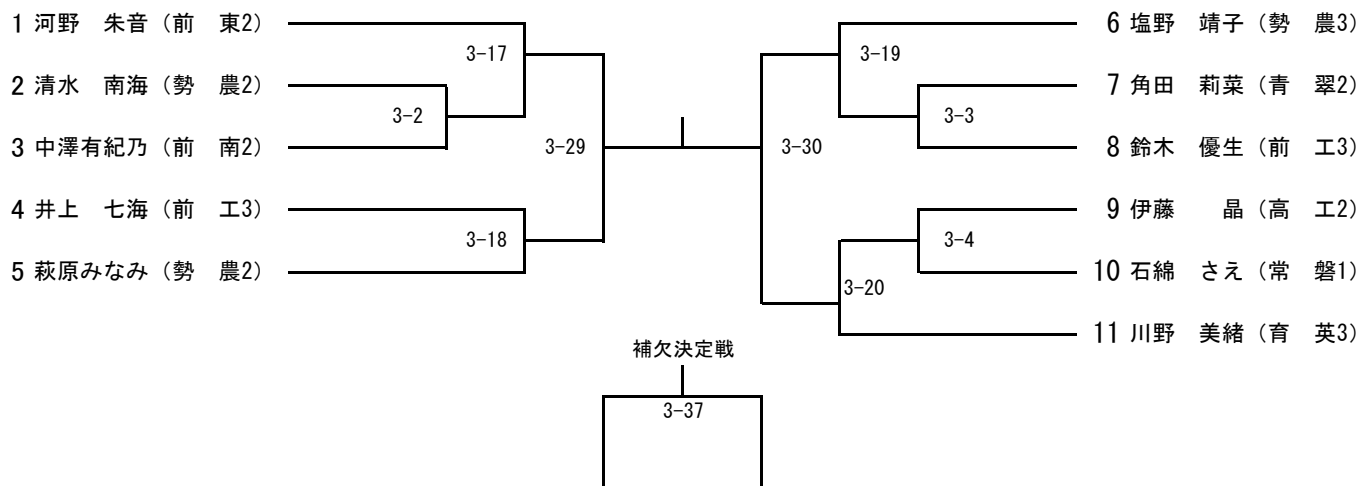 1 河野　朱音（前　東2）
3-17
2 清水　南海（勢　農2）
3-2
3 中澤有紀乃（前　南2）
3-29
4 井上　七海（前　工3）
3-18
5 萩原みなみ（勢　農2）
6 塩野　靖子（勢　農3）
3-19
7 角田　莉菜（青　翠2）
3-3
8 鈴木　優生（前　工3）
3-30
9 伊藤　　晶（高　工2）
3-4
10 石綿　さえ（常　磐1）
3-20
11 川野　美緒（育　英3）
補欠決定戦
3-37